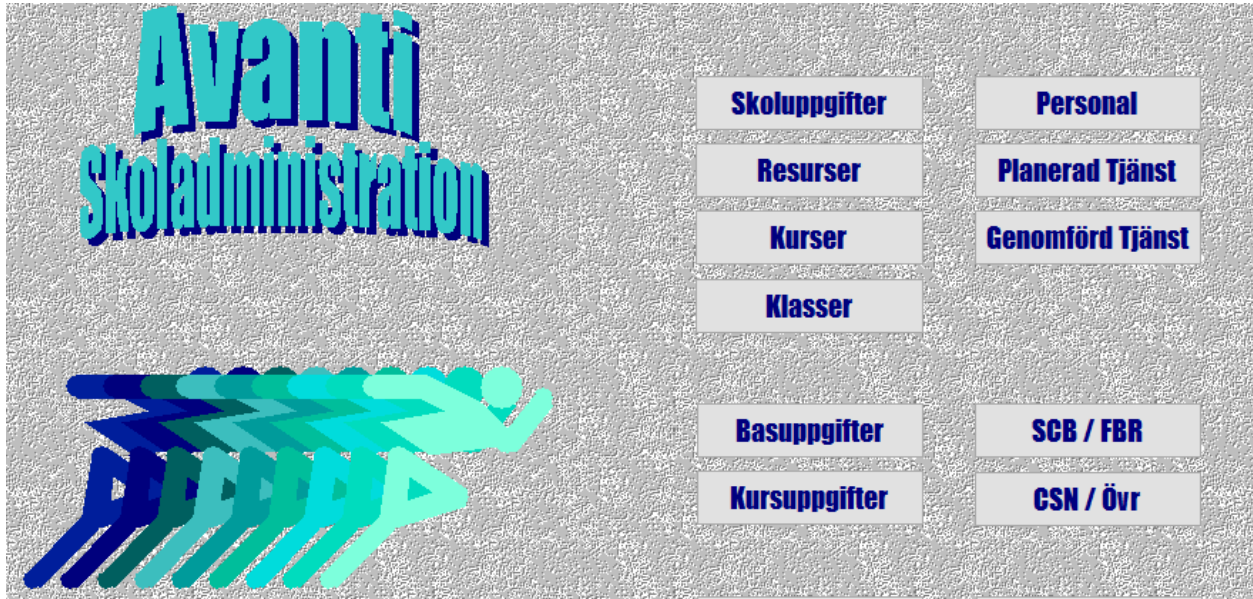 Avanti
Skoladministration
Skoluppgifter
Personal
Resurser
Planerad Tjänst
Kurser
Genomförd Tjänst
Klasser
Basuppgifter
SCB / FBR
Kursuppgifter
CSN / Övr